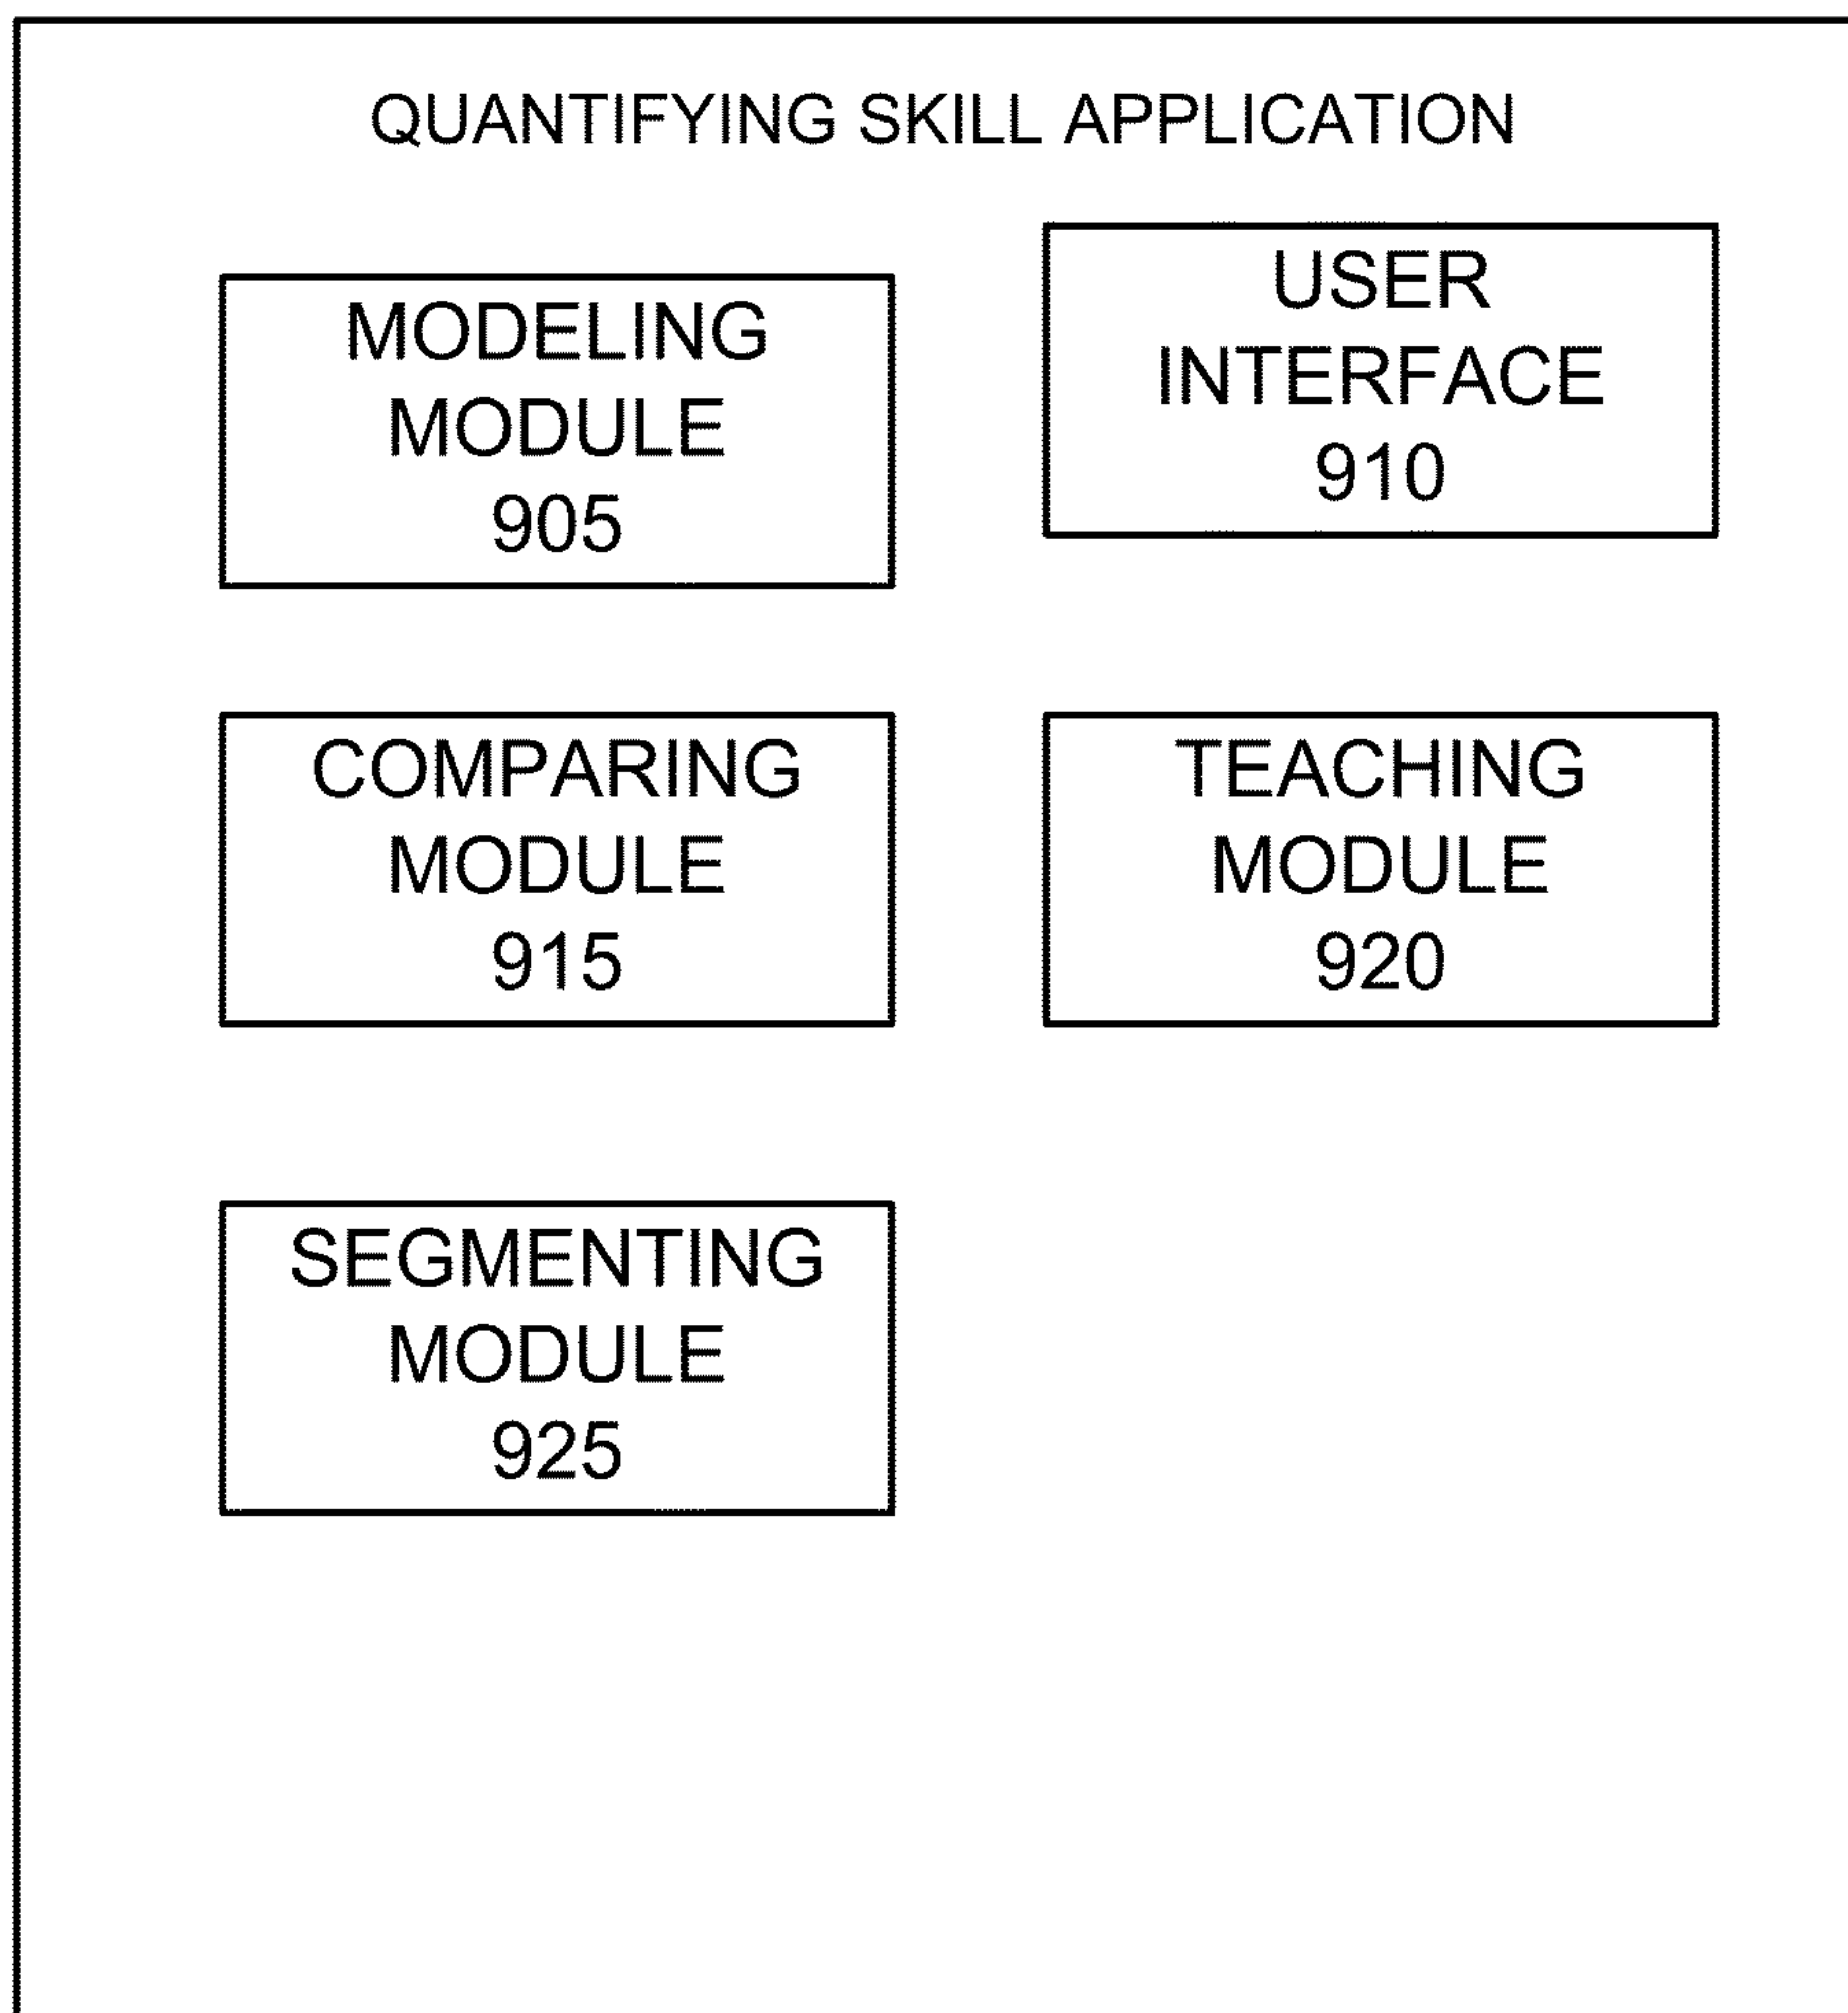 QUANTIFYING SKILL APPLICATION
MODELING
MODULE
905
USER
INTERFACE
910
COMPARING
MODULE
915
TEACHING
MODULE
920
SEGMENTING
MODULE
925